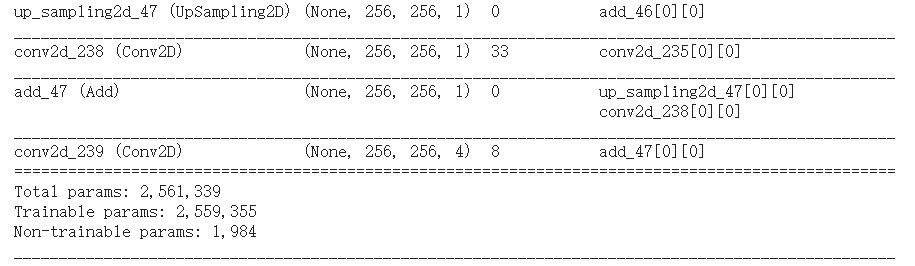 up_sampling2d_47 (UpSampling2D) (None, 256, 256, 1) 0 add_46[0][0]
conv2d_238 (Conv2D) (None, 256, 256, 1) 33 conv2d_235[0][0]
add_47 (Add) (None, 256, 256, 1) 0 up_sampling2d_47[0][0]
conv2d_238[0][0]
conv2d_239 (Conv2D) (None, 256, 256, 4) 8 add_47[0][0]
Total params: 2,561,339
Trainable params: 2,559,355
Non-trainable params: 1,984